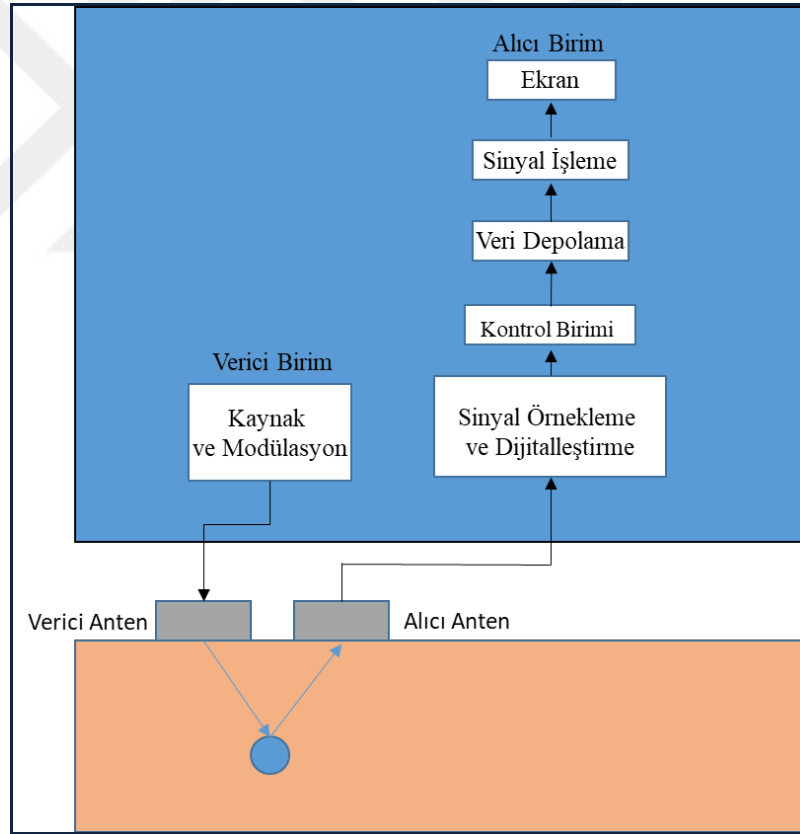 Alıcı Birim
Ekran
Sinyal İşleme
Veri Depolama
Kontrol Birimi
Verici Birim
Kaynak
ve Modülasyon
Sinyal Örnekleme
ve Dijitalleştirme
Verici Anten
Alıcı Anten